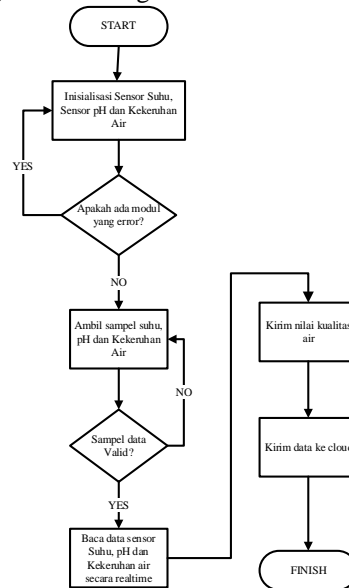 START
Inisialisasi Sensor Suhu,
Sensor pH dan Kekeruhan
Air
YES
Apakah ada modul
yang error?
NO
Ambil sampel suhu,
pH dan Kekeruhan
Air
NO
Sampel data
Valid?
YES
Baca data sensor
Suhu, pH dan
Kekeruhan air
secara realtime
Kirim nilai kualitas
air
Kirim data ke cloud
FINISH